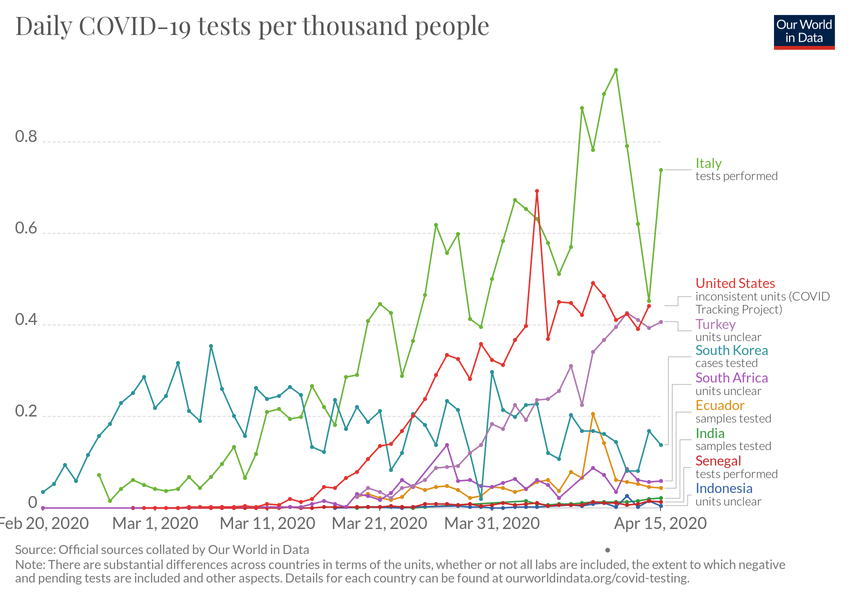 Daily COVID-19 tests per thousand people
Our World
in Data
0.8
0.6
0.4
0.2
0
Italy
tests performed
United States
inconsistent units (COVID
Tracking Project)
Turkey
units unclear
South Korea
cases tested
South Africa
units unclear
Ecuador
samples tested
India
samples tested
Senegal
tests performed
Indonesia
units unclear
Feb 20, 2020
Mar 1, 2020
Mar 11, 2020
Mar 21, 2020
Mar 31, 2020
Apr 15, 2020
Source: Official sources collated by Our World in Data
Note: There are substantial differences across countries in terms of the units, whether or not all labs are included, the extent to which negative
and pending tests are included and other aspects. Details for each country can be found at ourworldindata.org/covid-testing.